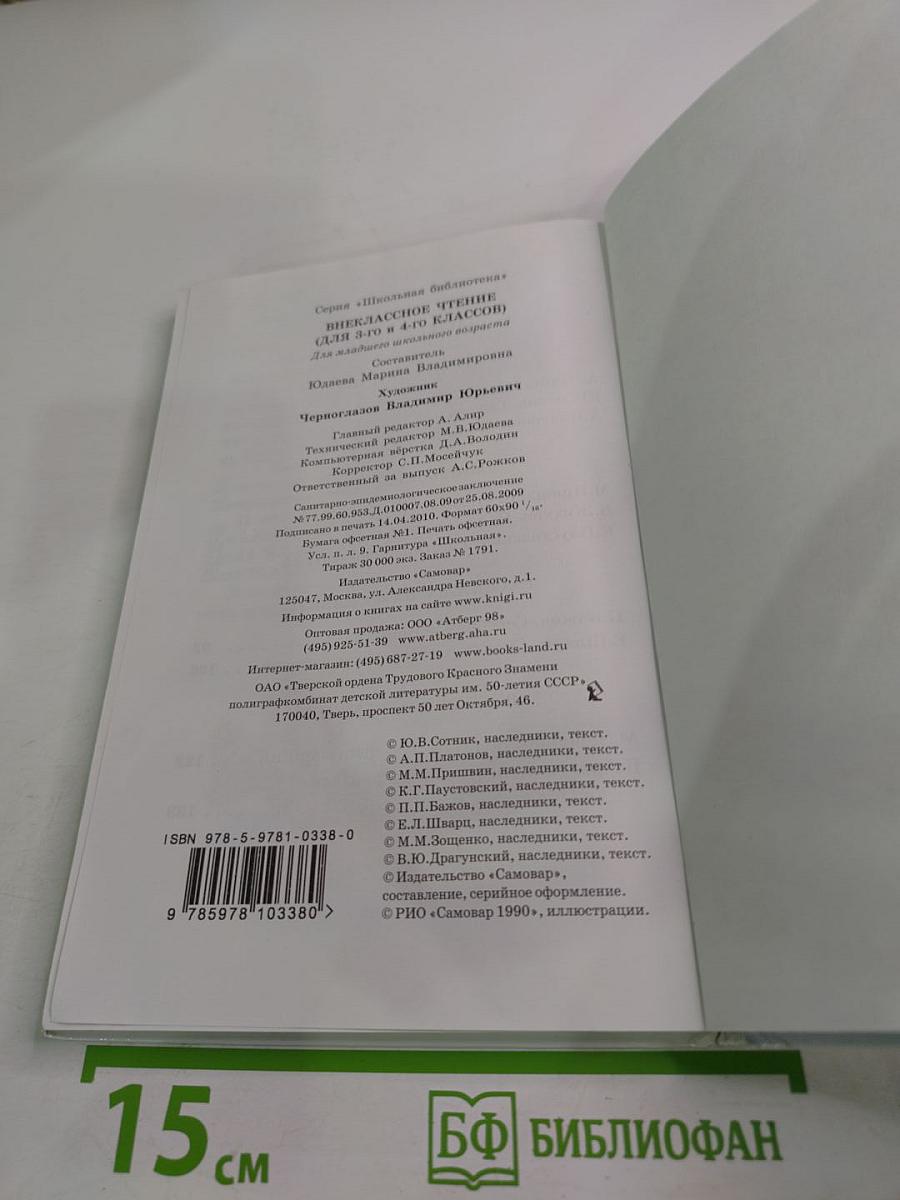 Серия «Школьная библиотека»
ВНЕКЛАССНОЕ ЧТЕНИЕ
(ДЛЯ 3-го и 4-го КЛАССОВ)
Для младшего школьного возраста
Составитель
Юдаева Марина Владимировна
Художник
Черноглазов Владимир Юрьевич
Главный редактор А. Алир
Технический редактор М.В.Юдаева
Компьютерная вёрстка Д.А.Володин
Корректор С.П.Мосейчук
Ответственный за выпуск А.С.Рожков
Санитарно-эпидемиологическое заключение
№ 77.99.60.953.Д.010007.08.09 от 25.08.2009
Подписано в печать 14.04.2010. Формат 60х90 1/16.
Бумага офсетная №1. Печать офсетная.
Усл. п. л. 9. Гарнитура «Школьная».
Тираж 30 000 экз. Заказ № 1791.
Издательство «Самовар»
125047, Москва, ул. Александра Невского, д.1.
Информация о книгах на сайте www.knigi.ru
Оптовая продажа: ООО «Атберг 98»
(495) 925-51-39 www.atberg.aha.ru
Интернет-магазин: (495) 687-27-19 www.books-land.ru
ОАО «Тверской ордена Трудового Красного Знамени
полиграфкомбинат детской литературы им. 50-летия СССР»
170040, Тверь, проспект 50 лет Октября, 46.
© Ю.В.Сотник, наследники, текст.
© А.П.Платонов, наследники, текст.
© М.М.Пришвин, наследники, текст.
© К.Г.Паустовский, наследники, текст.
© П.П.Бажов, наследники, текст.
© Е.Л.Шварц, наследники, текст.
© М.М.Зощенко, наследники, текст.
© В.Ю.Драгунский, наследники, текст.
© Издательство «Самовар»,
составление, серийное оформление.
© РИО «Самовар 1990», иллюстрации.
ISBN 978-5-9781-0338-0
9 785978 103380 >
15 см
БФ БИБЛИОФАН